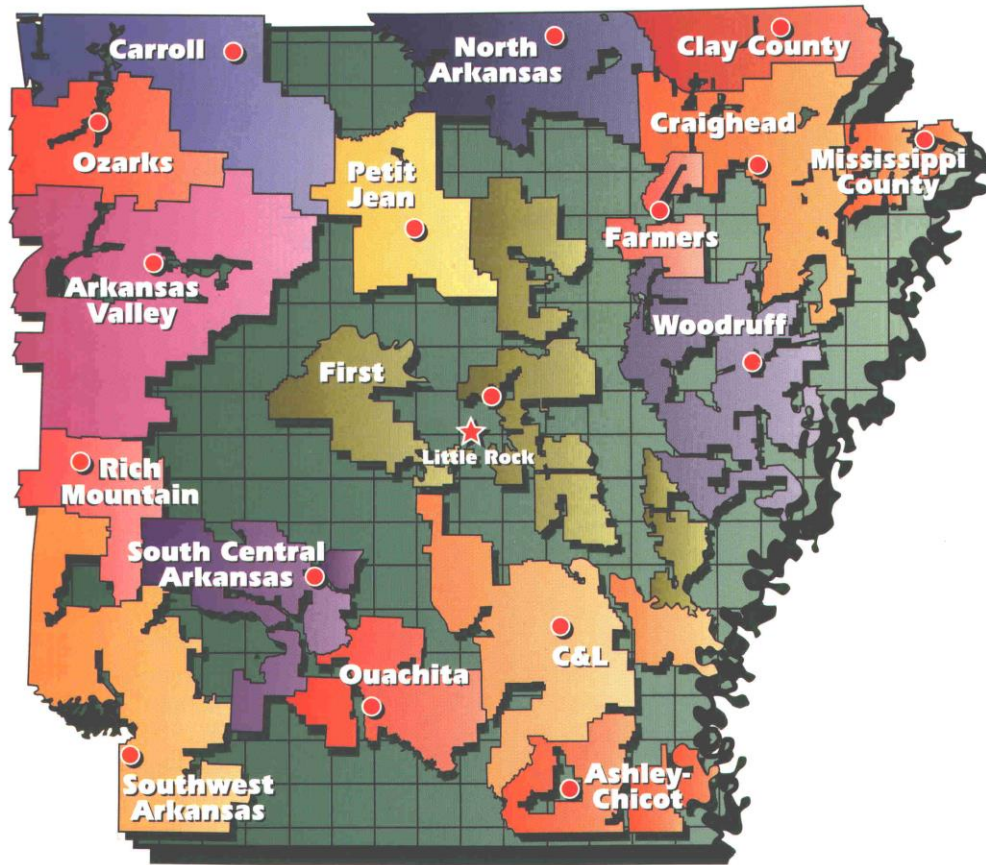 Carroll
North
Arkansas
Clay County
Craighead
Mississippi
County
Ozarks
Petit
Jean
Farmers
Arkansas
Valley
Woodruff
First
Little Rock
Rich
Mountain
South Central
Arkansas
C&L
Ouachita
Southwest
Arkansas
Ashley-
Chicot